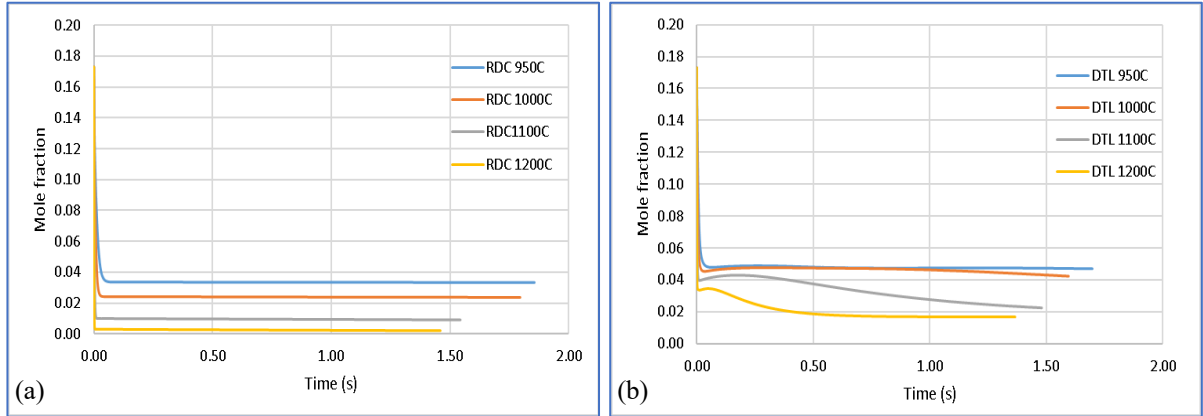 0.20
0.18
0.16
0.14
0.12
0.10
0.08
0.06
0.04
0.02
0.00
Mole fraction
RDC 950C
RDC 1000C
RDC1100C
RDC 1200C
0.00 0.50 1.00 1.50 2.00
Time (s)
(a)
0.20
0.18
0.16
0.14
0.12
0.10
0.08
0.06
0.04
0.02
0.00
Mole fraction
DTL 950C
DTL 1000C
DTL 1100C
DTL 1200C
0.00 0.50 1.00 1.50 2.00
Time (s)
(b)